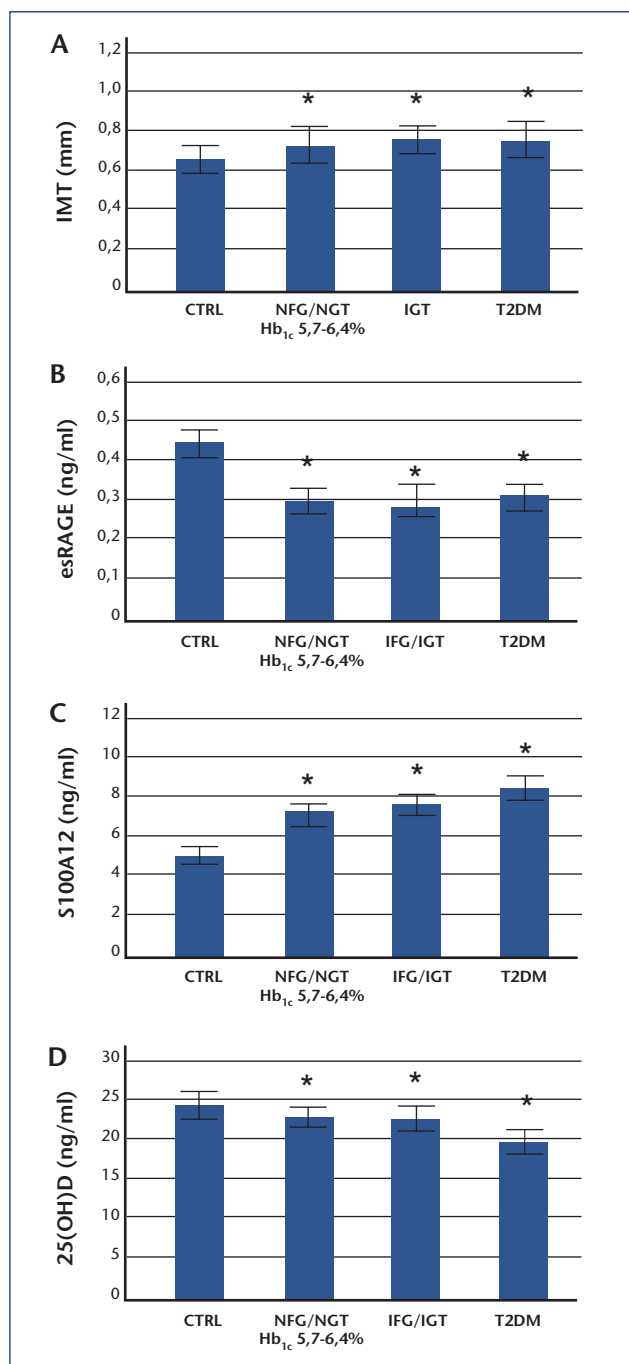 A
IMT (mm)
1,2
1,0
0,8
0,6
0,4
0,2
0
* * *
CTRL NFG/NGT IGT T2DM
Hb1c 5,7-6,4%
B
esRAGE (ng/ml)
0,6
0,5
0,4
0,3
0,2
0,1
0
* * *
CTRL NFG/NGT IFG/IGT T2DM
Hb1c 5,7-6,4%
C
S100A12 (ng/ml)
12
10
8
6
4
2
0
* * *
CTRL NFG/NGT IFG/IGT T2DM
Hb1c 5,7-6,4%
D
25(OH)D (ng/ml)
30
25
20
15
10
5
0
* * *
CTRL NFG/NGT IFG/IGT T2DM
Hb1c 5,7-6,4%